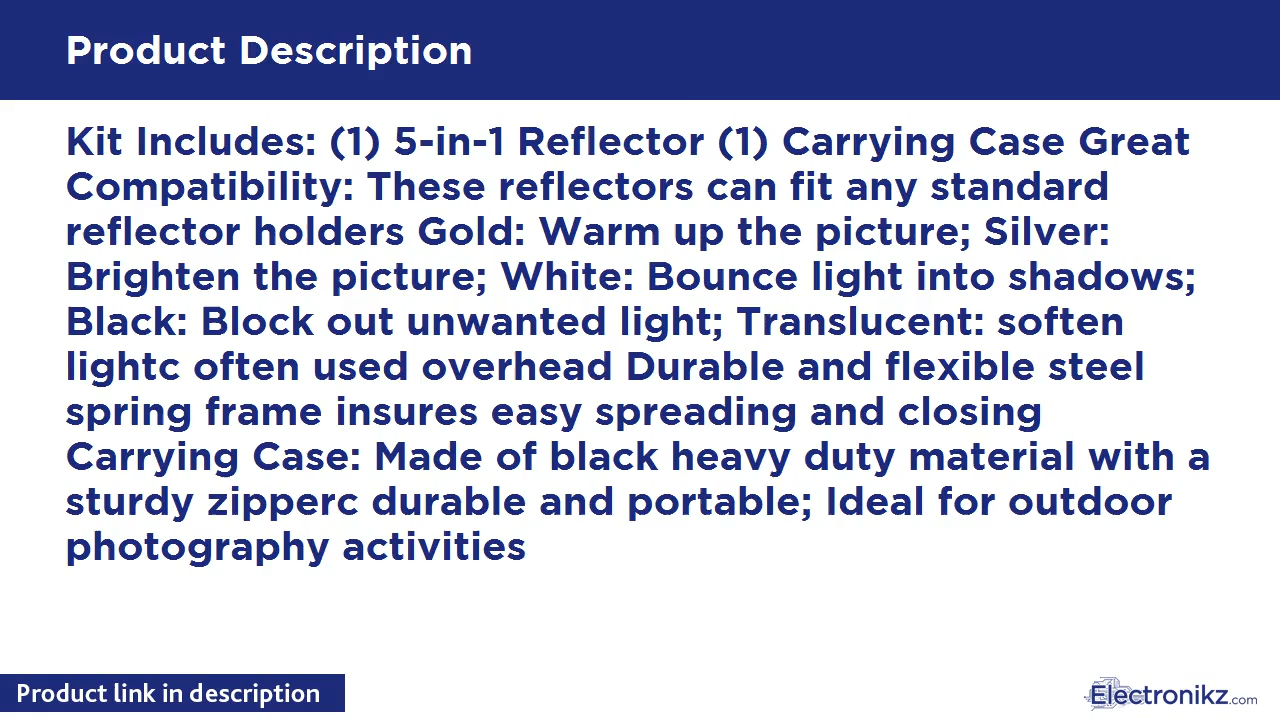 Product Description
Kit Includes: (1) 5-in-1 Reflector (1) Carrying Case Great
Compatibility: These reflectors can fit any standard
reflector holders Gold: Warm up the picture; Silver:
Brighten the picture; White: Bounce light into shadows;
Black: Block out unwanted light; Translucent: soften
lightc often used overhead Durable and flexible steel
spring frame insures easy spreading and closing
Carrying Case: Made of black heavy duty material with a
sturdy zipperc durable and portable; Ideal for outdoor
photography activities
Product link in description
Electronikz.com